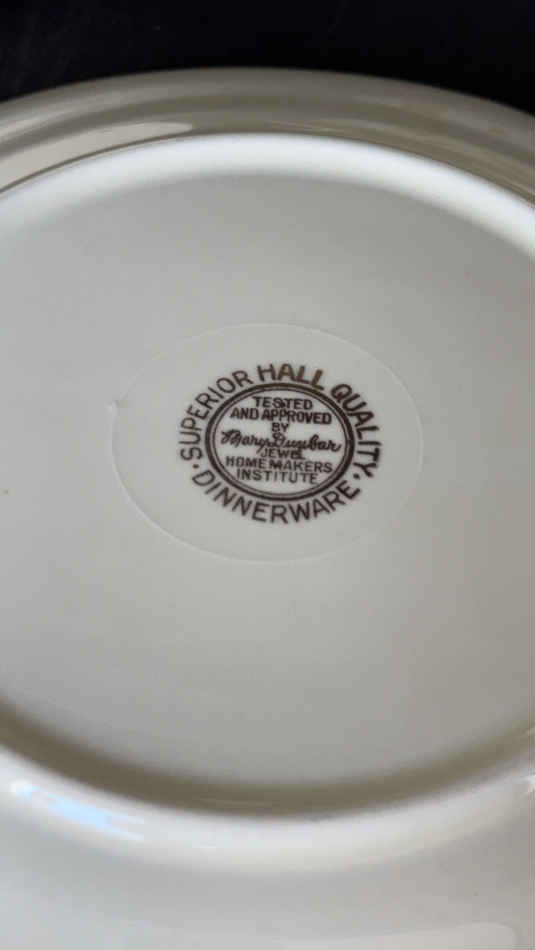 SUPERIOR HALL QUALITY
· DINNERWARE ·
TESTED
AND APPROVED
BY
Mary Dunbar
JEWEL
HOMEMAKERS
INSTITUTE